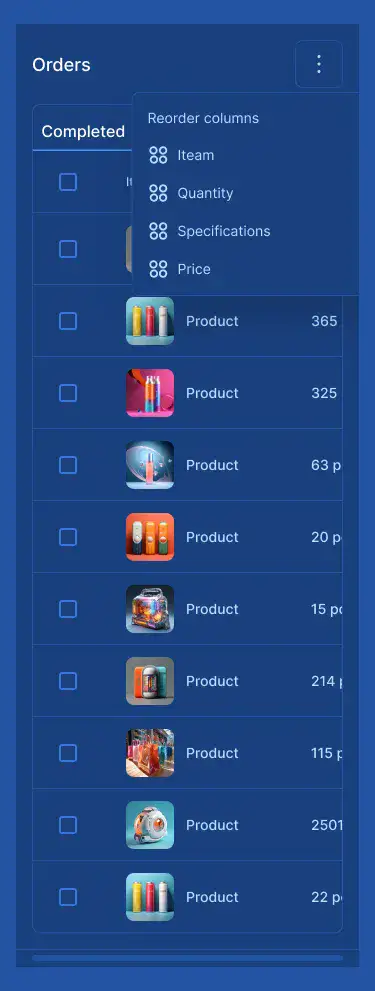 Orders
Reorder columns
Completed
Iteam
Quantity
Specifications
Price
Product 365
Product 325
Product 63
Product 20
Product 15
Product 214
Product 115
Product 2501
Product 22